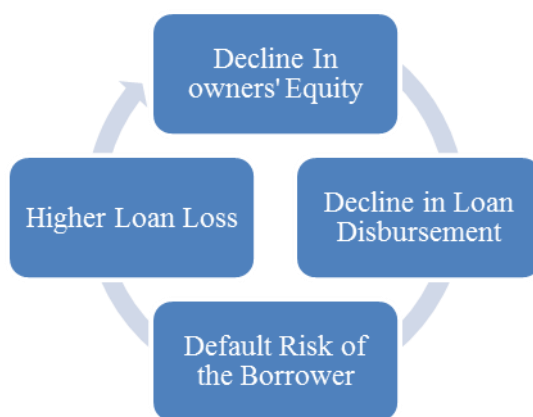 Decline In
owners' Equity
Decline in Loan
Disbursement
Default Risk of
the Borrower
Higher Loan Loss